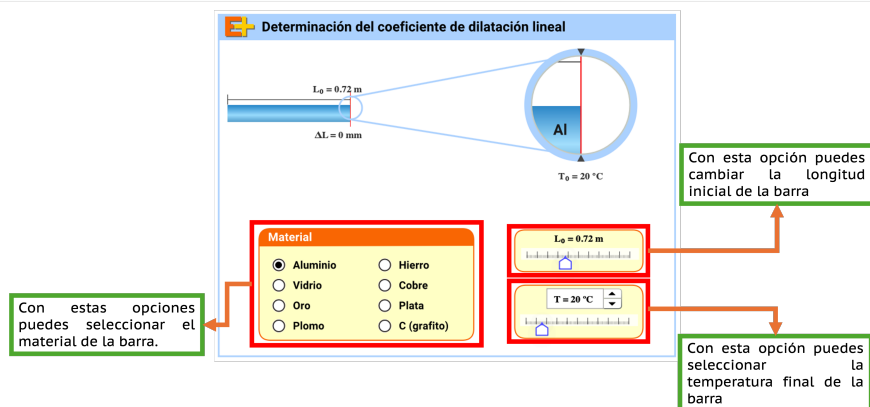 E+ Determinación del coeficiente de dilatación lineal
L₀ = 0.72 m
ΔL = 0 mm
Al
T₀ = 20 °C
Con esta opción puedes
cambiar la longitud
inicial de la barra
Material
Aluminio
Vidrio
Oro
Plomo
Hierro
Cobre
Plata
C (grafito)
L₀ = 0.72 m
T = 20 °C
Con estas opciones
puedes seleccionar el
material de la barra.
Con esta opción puedes
seleccionar la
temperatura final de la
barra